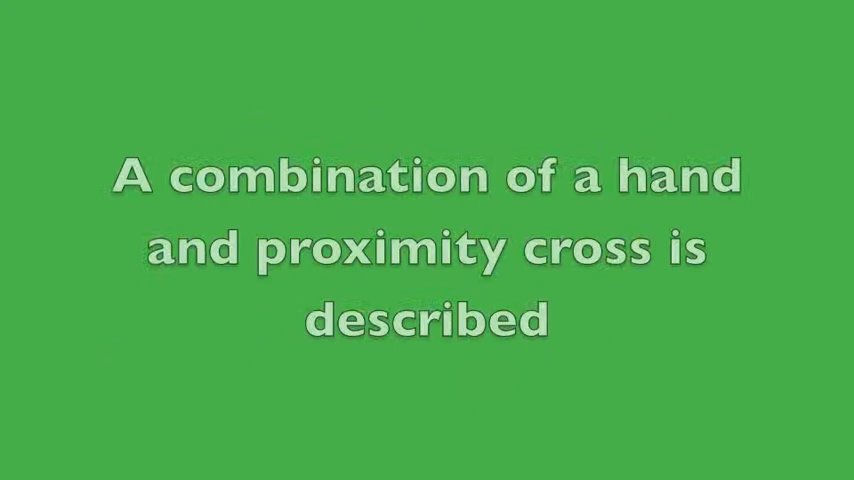 A combination of a hand
and proximity cross is
described